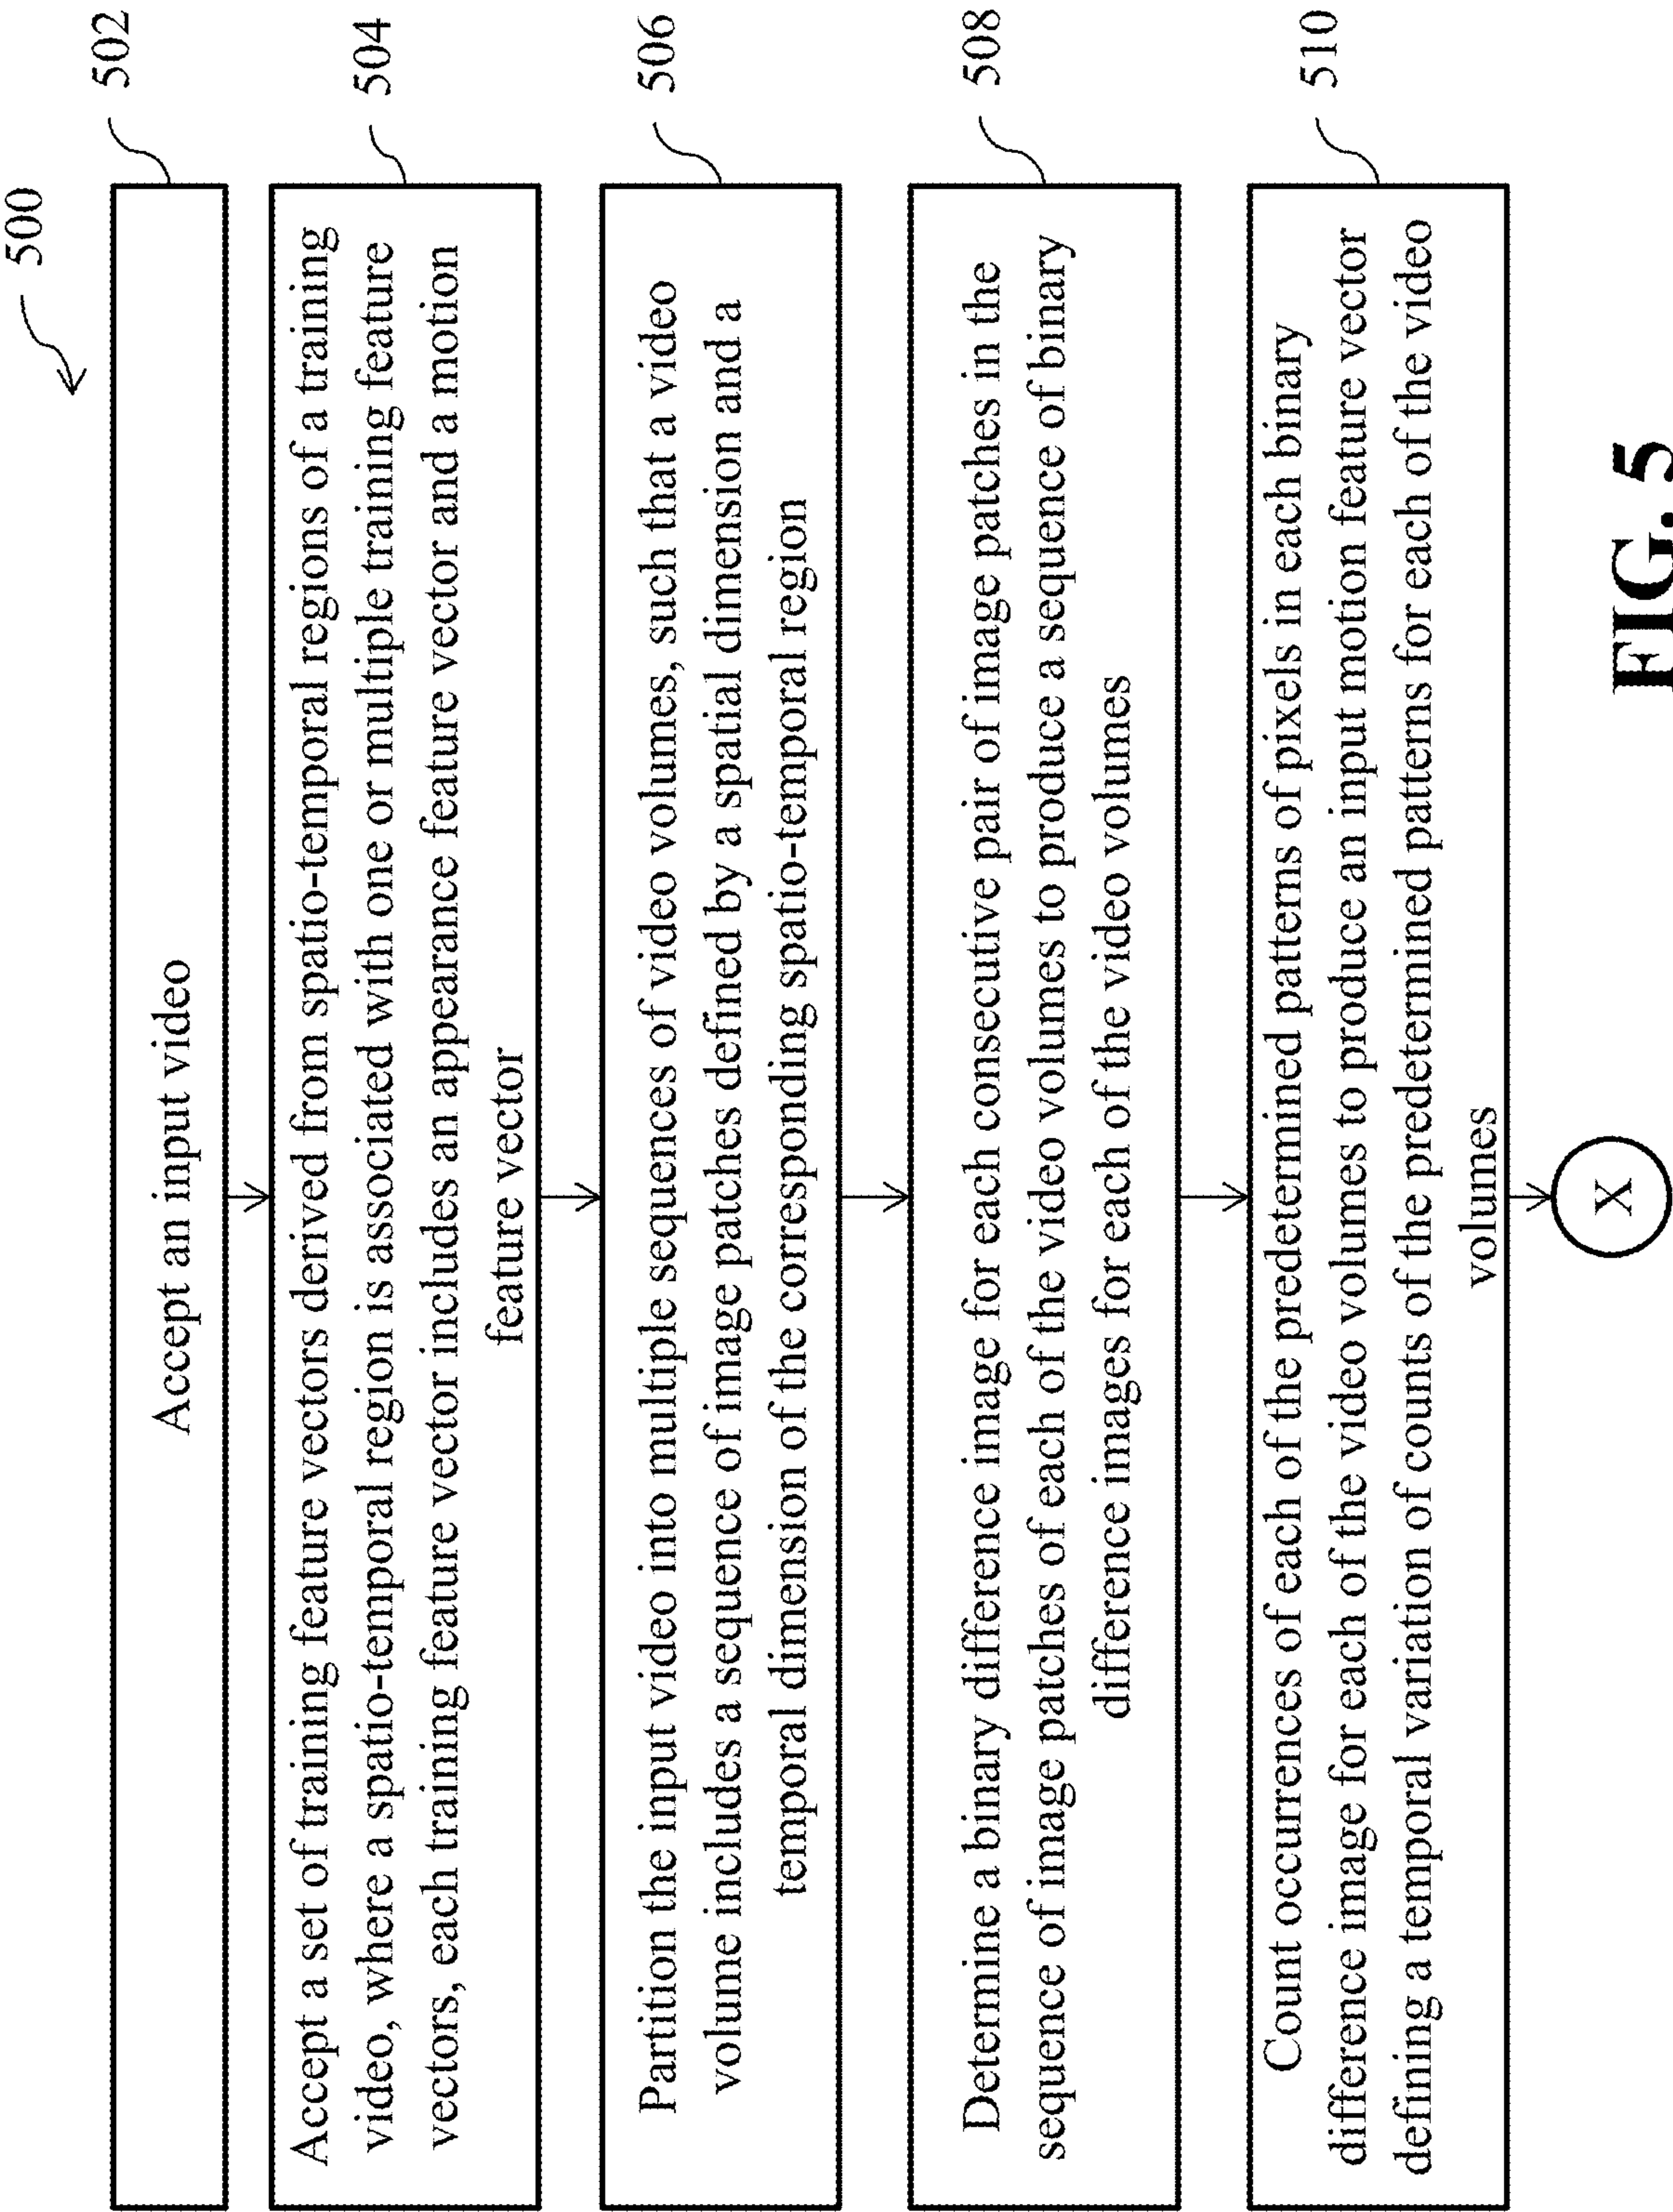 500
502
Accept an input video
504
Accept a set of training feature vectors derived from spatio-temporal regions of a training
video, where a spatio-temporal region is associated with one or multiple training feature
vectors, each training feature vector includes an appearance feature vector and a motion
feature vector
506
Partition the input video into multiple sequences of video volumes, such that a video
volume includes a sequence of image patches defined by a spatial dimension and a
temporal dimension of the corresponding spatio-temporal region
508
Determine a binary difference image for each consecutive pair of image patches in the
sequence of image patches of each of the video volumes to produce a sequence of binary
difference images for each of the video volumes
510
Count occurrences of each of the predetermined patterns of pixels in each binary
difference image for each of the video volumes to produce an input motion feature vector
defining a temporal variation of counts of the predetermined patterns for each of the video
volumes
X
FIG. 5